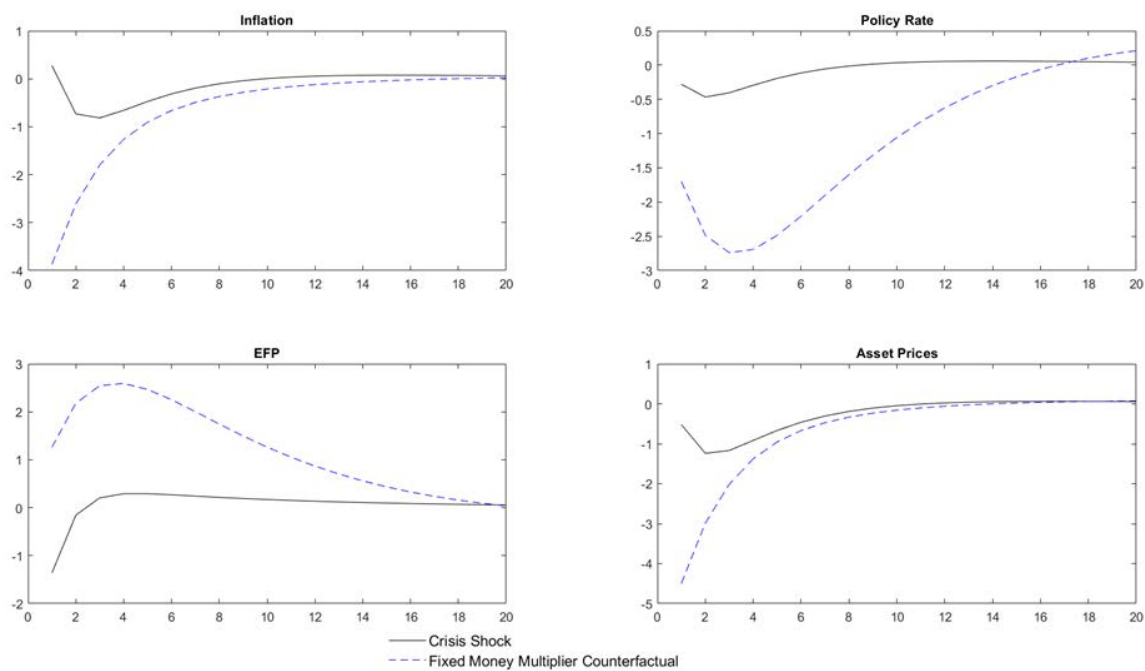 Inflation
1
0
-1
-2
-3
-4
0 2 4 6 8 10 12 14 16 18 20
Policy Rate
0.5
0
-0.5
-1
-1.5
-2
-2.5
-3
0 2 4 6 8 10 12 14 16 18 20
EFP
3
2
1
0
-1
-2
0 2 4 6 8 10 12 14 16 18 20
Asset Prices
1
0
-1
-2
-3
-4
-5
0 2 4 6 8 10 12 14 16 18 20
Crisis Shock
Fixed Money Multiplier Counterfactual